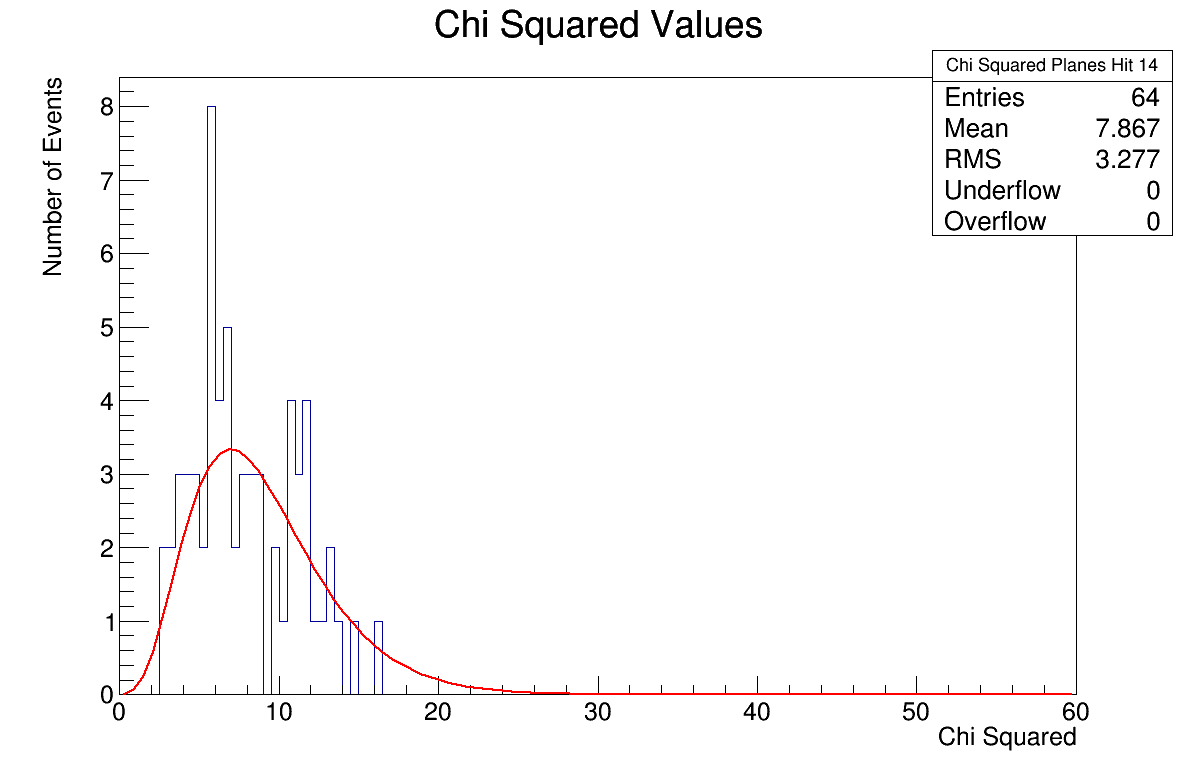 Chi Squared Values
Chi Squared Planes Hit 14
Entries 64
Mean 7.867
RMS 3.277
Underflow 0
Overflow 0
Number of Events
8
7
6
5
4
3
2
1
0
0 10 20 30 40 50 60
Chi Squared